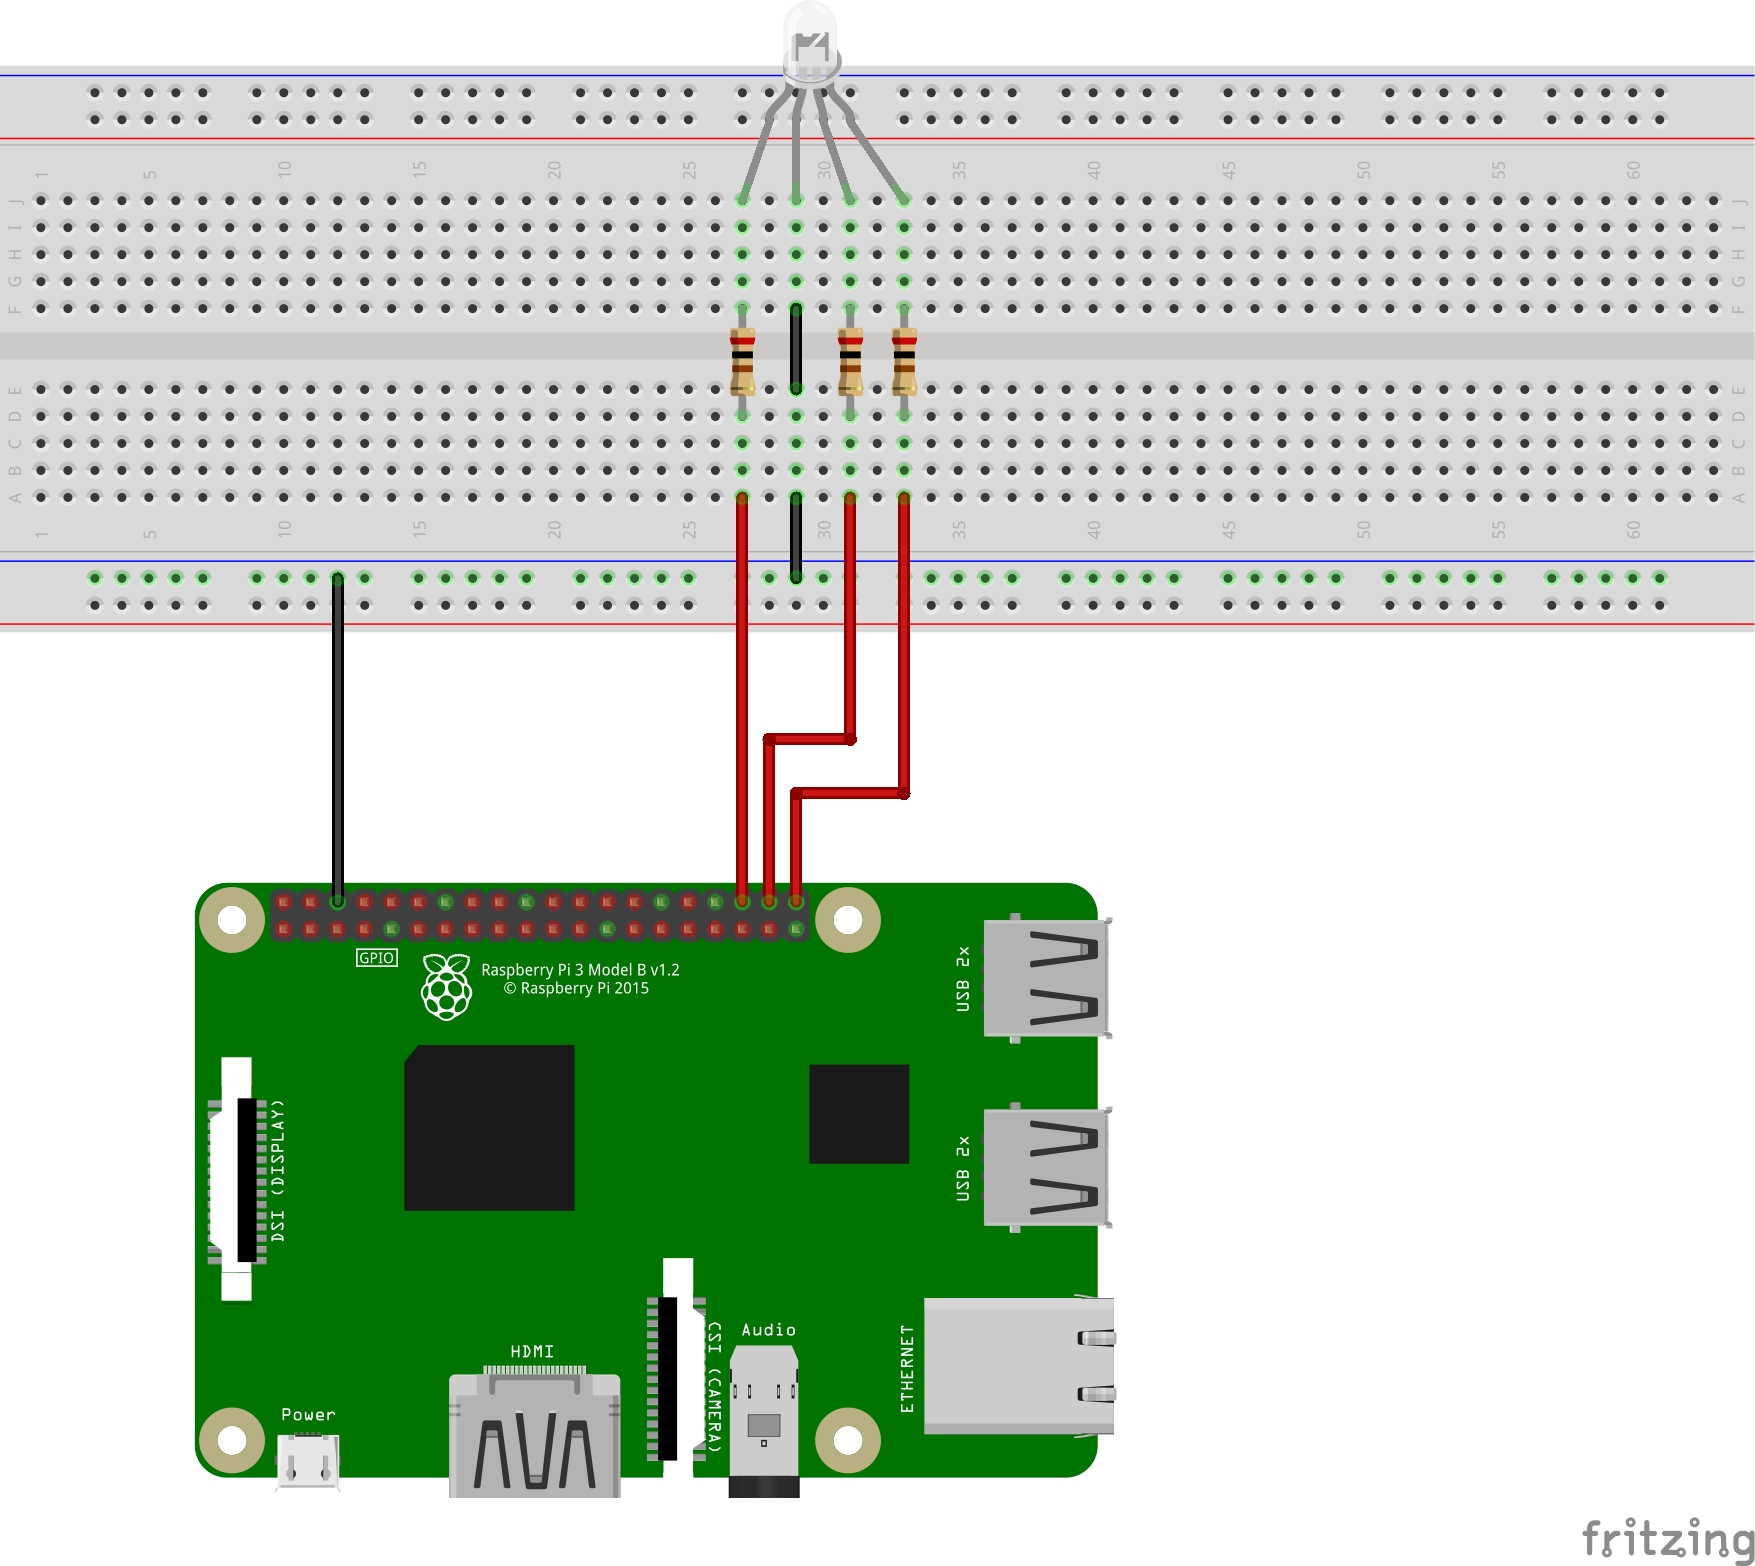 1 5 10 15 20 25 30 35 40 45 50 55 60
J J
I I
H H
G G
F F
E E
D D
C C
B B
A A
1 5 10 15 20 25 30 35 40 45 50 55 60
GPIO
Raspberry Pi 3 Model B v1.2
© Raspberry Pi 2015
USB 2x
DSI (DISPLAY)
USB 2x
CSI (CAMERA)
Audio
ETHERNET
HDMI
Power
fritzing